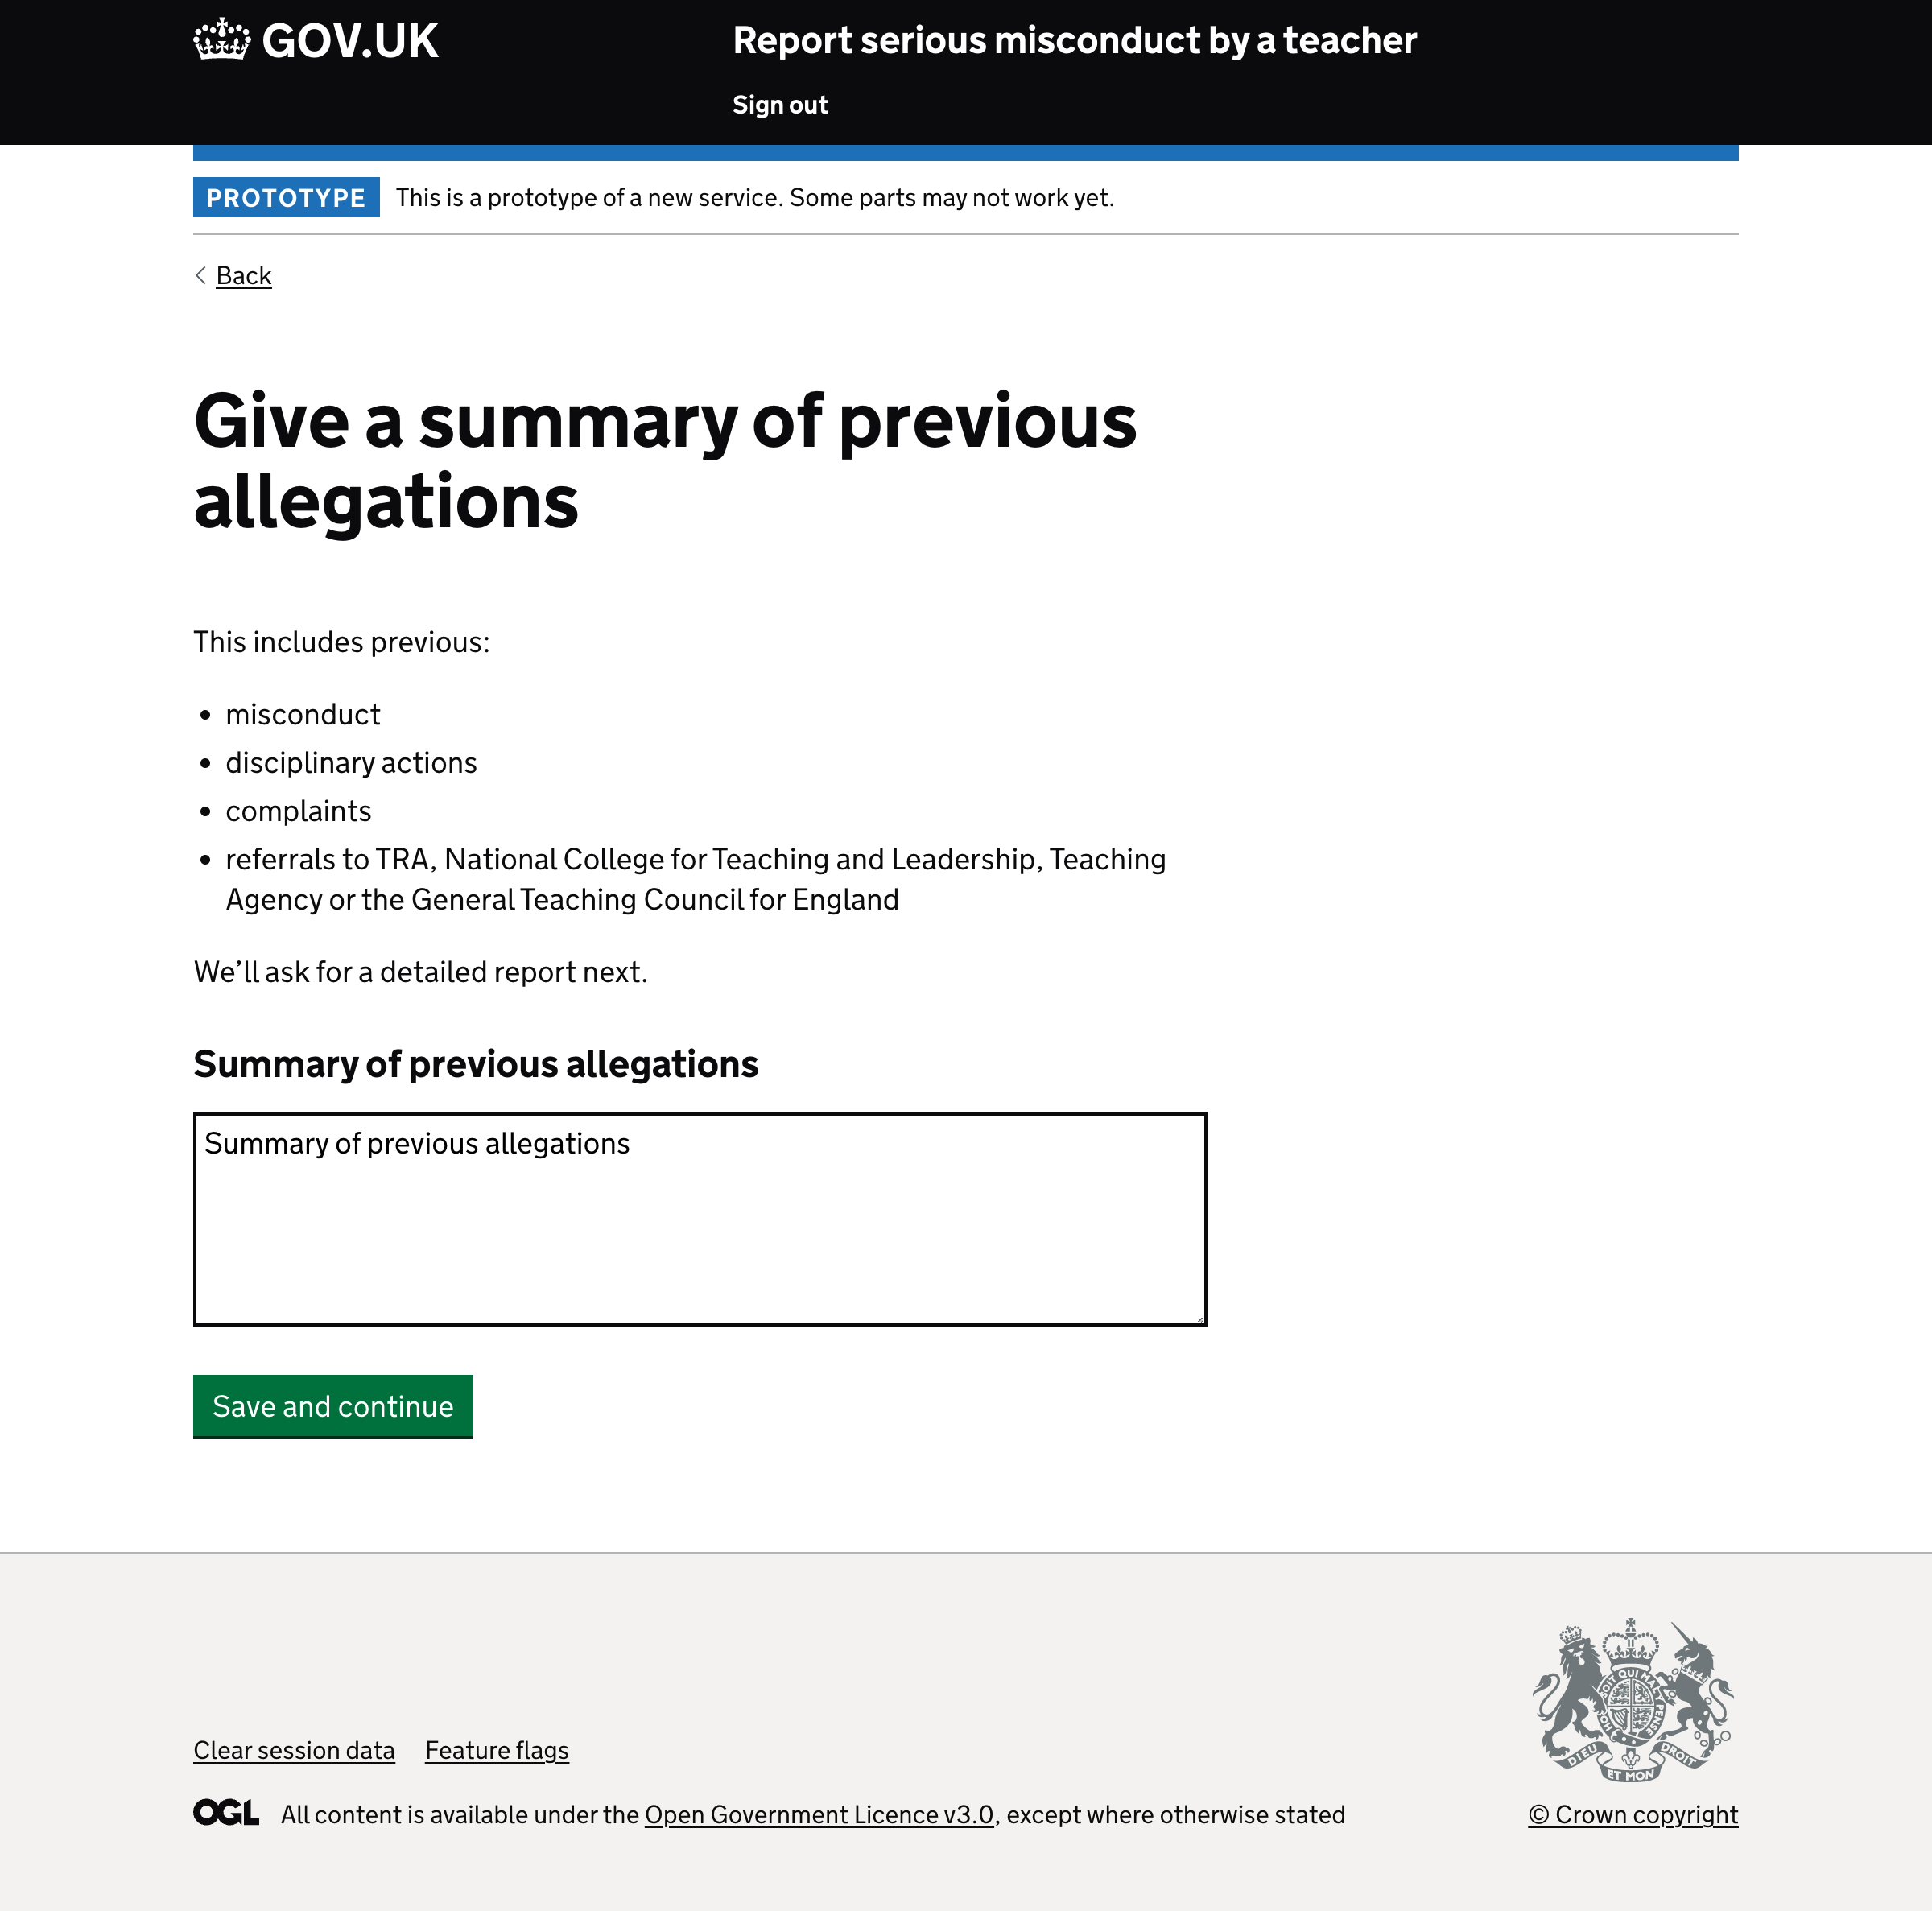 GOV.UK
Report serious misconduct by a teacher
Sign out
PROTOTYPE
This is a prototype of a new service. Some parts may not work yet.
Back
Give a summary of previous
allegations
This includes previous:
• misconduct
• disciplinary actions
• complaints
• referrals to TRA, National College for Teaching and Leadership, Teaching
Agency or the General Teaching Council for England
We’ll ask for a detailed report next.
Summary of previous allegations
Summary of previous allegations
Save and continue
Clear session data
Feature flags
DIEU ET MON DROIT
OGL
All content is available under the Open Government Licence v3.0, except where otherwise stated
© Crown copyright